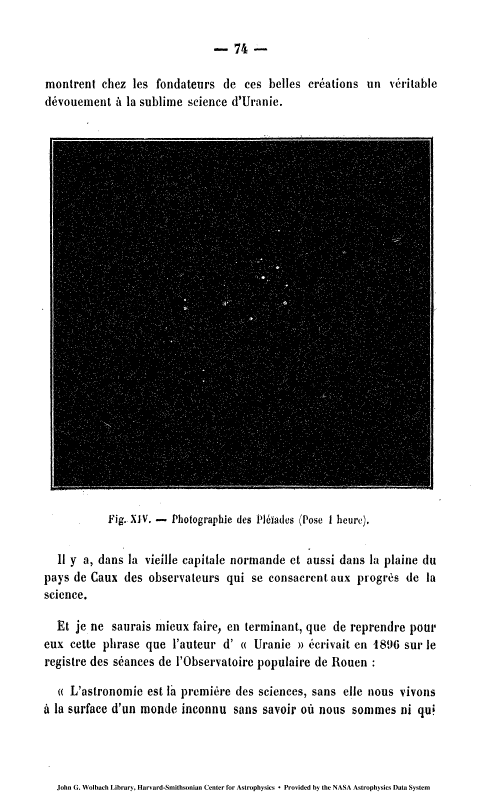 — 74 —
montrent chez les fondateurs de ces belles créations un véritable
dévouement à la sublime science d'Uranie.
Fig. XIV. — Photographie des Pléïades (Pose 1 heure).
Il y a, dans la vieille capitale normande et aussi dans la plaine du
pays de Caux des observateurs qui se consacrent aux progrès de la
science.
Et je ne saurais mieux faire, en terminant, que de reprendre pour
eux cette phrase que l'auteur d' « Uranie » écrivait en 1896 sur le
registre des séances de l'Observatoire populaire de Rouen :
« L'astronomie est la première des sciences, sans elle nous vivons
à la surface d'un monde inconnu sans savoir où nous sommes ni qui
John G. Wolbach Library, Harvard-Smithsonian Center for Astrophysics • Provided by the NASA Astrophysics Data System